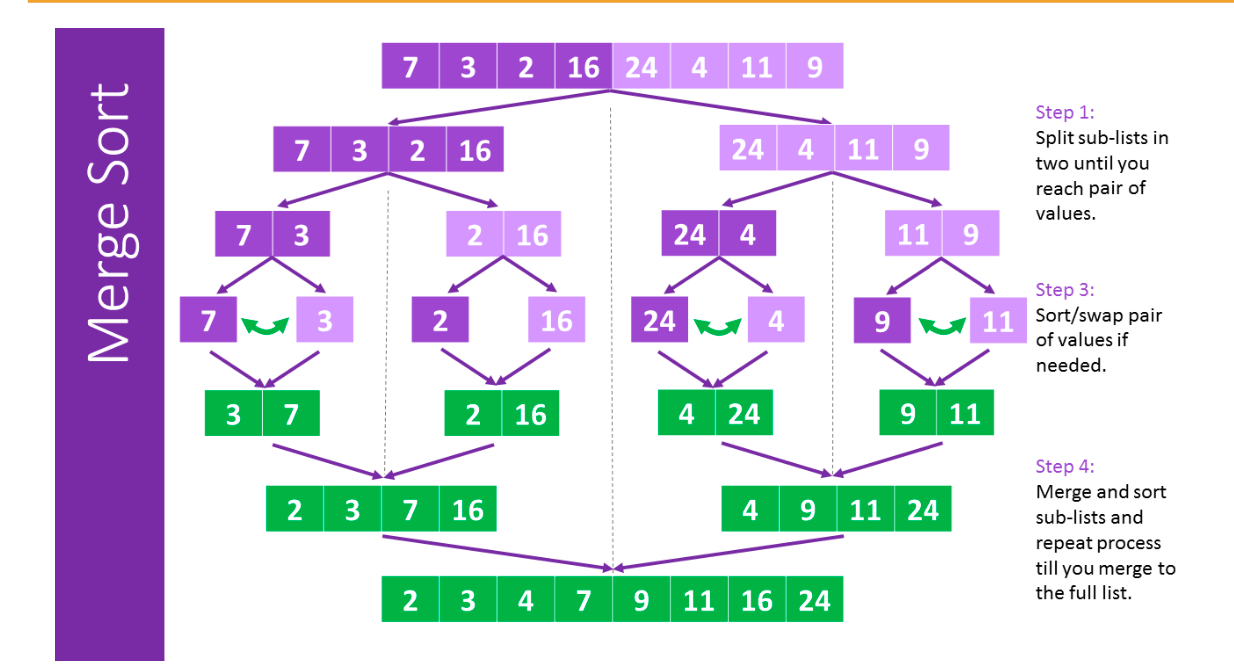 Merge Sort
7 3 2 16 24 4 11 9
7 3 2 16
24 4 11 9
7 3
2 16
24 4
11 9
7
3
2
16
24
4
9
11
3 7
2 16
4 24
9 11
2 3 7 16
4 9 11 24
2 3 4 7 9 11 16 24
Step 1:
Split sub-lists in
two until you
reach pair of
values.
Step 3:
Sort/swap pair
of values if
needed.
Step 4:
Merge and sort
sub-lists and
repeat process
till you merge to
the full list.